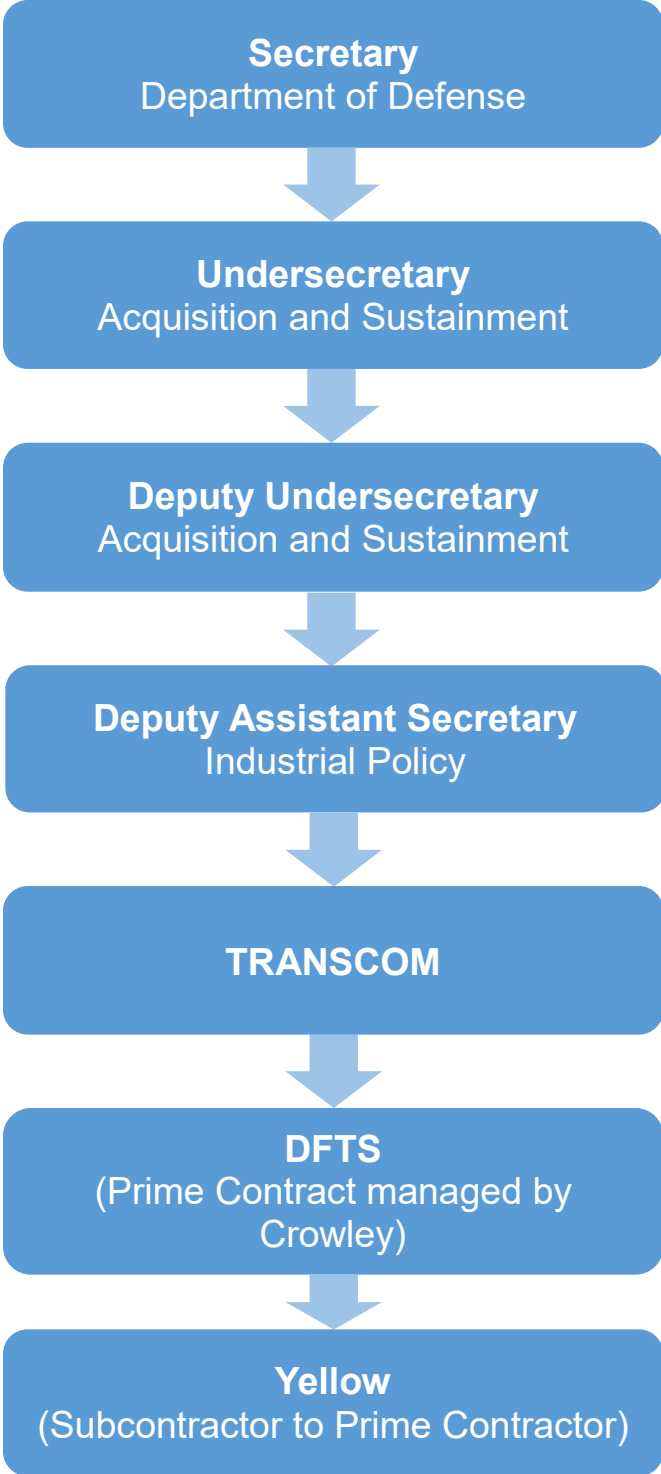 Secretary
Department of Defense
Undersecretary
Acquisition and Sustainment
Deputy Undersecretary
Acquisition and Sustainment
Deputy Assistant Secretary
Industrial Policy
TRANSCOM
DFTS
(Prime Contract managed by
Crowley)
Yellow
(Subcontractor to Prime Contractor)